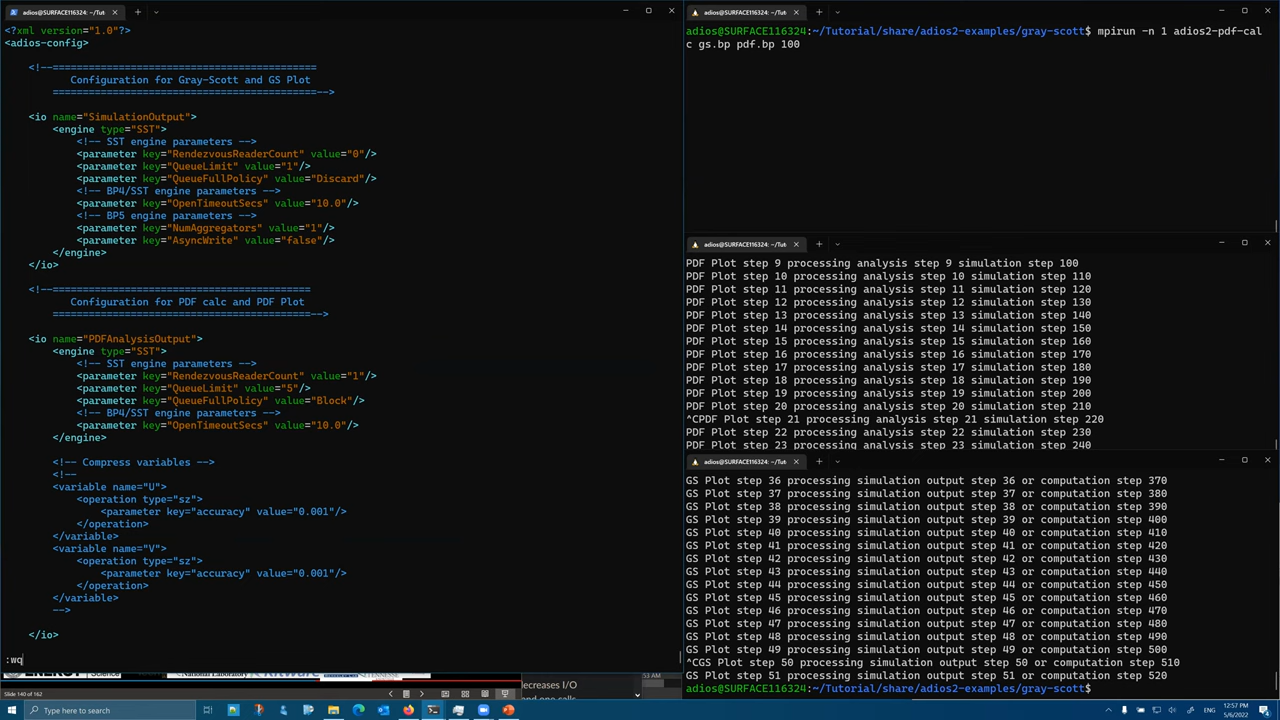 adios@SURFACE116324: ~/Tut
<?xml version="1.0"?>
<adios-config>
<!--============================================
Configuration for Gray-Scott and GS Plot
============================================-->
<io name="SimulationOutput">
<engine type="SST">
<!-- SST engine parameters -->
<parameter key="RendezvousReaderCount" value="0"/>
<parameter key="QueueLimit" value="1"/>
<parameter key="QueueFullPolicy" value="Discard"/>
<!-- BP4/SST engine parameters -->
<parameter key="OpenTimeoutSecs" value="10.0"/>
<!-- BP5 engine parameters -->
<parameter key="NumAggregators" value="1"/>
<parameter key="AsyncWrite" value="false"/>
</engine>
</io>
<!--===========================================
Configuration for PDF calc and PDF Plot
===========================================-->
<io name="PDFAnalysisOutput">
<engine type="SST">
<!-- SST engine parameters -->
<parameter key="RendezvousReaderCount" value="1"/>
<parameter key="QueueLimit" value="5"/>
<parameter key="QueueFullPolicy" value="Block"/>
<!-- BP4/SST engine parameters -->
<parameter key="OpenTimeoutSecs" value="10.0"/>
</engine>
<!-- Compress variables -->
<!--
<variable name="U">
<operation type="sz">
<parameter key="accuracy" value="0.001"/>
</operation>
</variable>
<variable name="V">
<operation type="sz">
<parameter key="accuracy" value="0.001"/>
</operation>
</variable>
-->
</io>
:wq
adios@SURFACE116324: ~/Tut
adios@SURFACE116324:~/Tutorial/share/adios2-examples/gray-scott$ mpirun -n 1 adios2-pdf-cal
c gs.bp pdf.bp 100
adios@SURFACE116324: ~/Tut
PDF Plot step 9 processing analysis step 9 simulation step 100
PDF Plot step 10 processing analysis step 10 simulation step 110
PDF Plot step 11 processing analysis step 11 simulation step 120
PDF Plot step 12 processing analysis step 12 simulation step 130
PDF Plot step 13 processing analysis step 13 simulation step 140
PDF Plot step 14 processing analysis step 14 simulation step 150
PDF Plot step 15 processing analysis step 15 simulation step 160
PDF Plot step 16 processing analysis step 16 simulation step 170
PDF Plot step 17 processing analysis step 17 simulation step 180
PDF Plot step 18 processing analysis step 18 simulation step 190
PDF Plot step 19 processing analysis step 19 simulation step 200
PDF Plot step 20 processing analysis step 20 simulation step 210
^CPDF Plot step 21 processing analysis step 21 simulation step 220
PDF Plot step 22 processing analysis step 22 simulation step 230
PDF Plot step 23 processing analysis step 23 simulation step 240
adios@SURFACE116324: ~/Tut
GS Plot step 36 processing simulation output step 36 or computation step 370
GS Plot step 37 processing simulation output step 37 or computation step 380
GS Plot step 38 processing simulation output step 38 or computation step 390
GS Plot step 39 processing simulation output step 39 or computation step 400
GS Plot step 40 processing simulation output step 40 or computation step 410
GS Plot step 41 processing simulation output step 41 or computation step 420
GS Plot step 42 processing simulation output step 42 or computation step 430
GS Plot step 43 processing simulation output step 43 or computation step 440
GS Plot step 44 processing simulation output step 44 or computation step 450
GS Plot step 45 processing simulation output step 45 or computation step 460
GS Plot step 46 processing simulation output step 46 or computation step 470
GS Plot step 47 processing simulation output step 47 or computation step 480
GS Plot step 48 processing simulation output step 48 or computation step 490
GS Plot step 49 processing simulation output step 49 or computation step 500
^CGS Plot step 50 processing simulation output step 50 or computation step 510
GS Plot step 51 processing simulation output step 51 or computation step 520
adios@SURFACE116324:~/Tutorial/share/adios2-examples/gray-scott$
ENERGY Science
National Laboratory
TENNESSEE
decreases I/O
53 AM
Slide 140 of 162
Type here to search
12:57 PM
5/6/2022